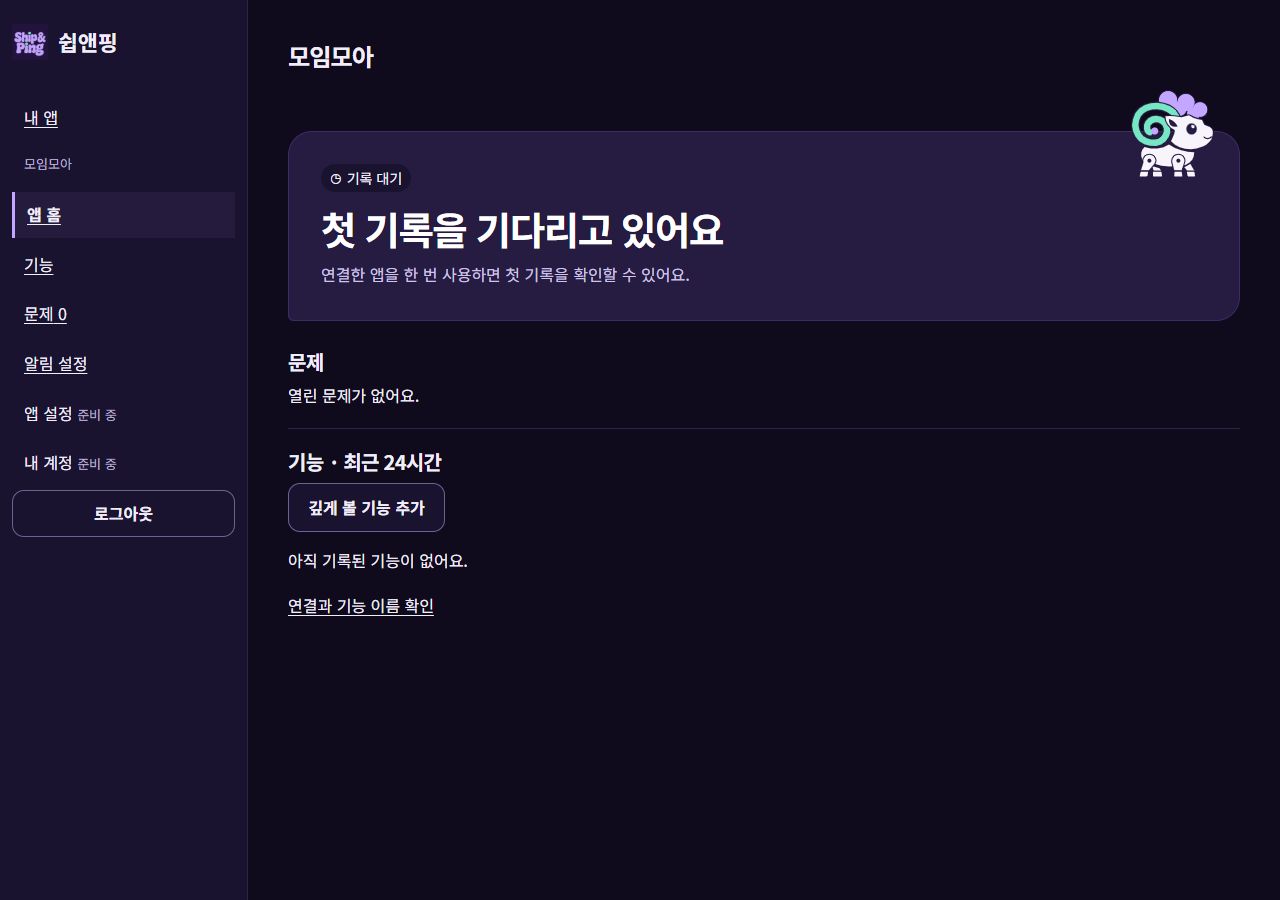 Ship&
Ping
쉽앤핑
내 앱
모임모아
앱 홈
기능
문제 0
알림 설정
앱 설정 준비 중
내 계정 준비 중
로그아웃
모임모아
기록 대기
첫 기록을 기다리고 있어요
연결한 앱을 한 번 사용하면 첫 기록을 확인할 수 있어요.
문제
열린 문제가 없어요.
기능 · 최근 24시간
깊게 볼 기능 추가
아직 기록된 기능이 없어요.
연결과 기능 이름 확인